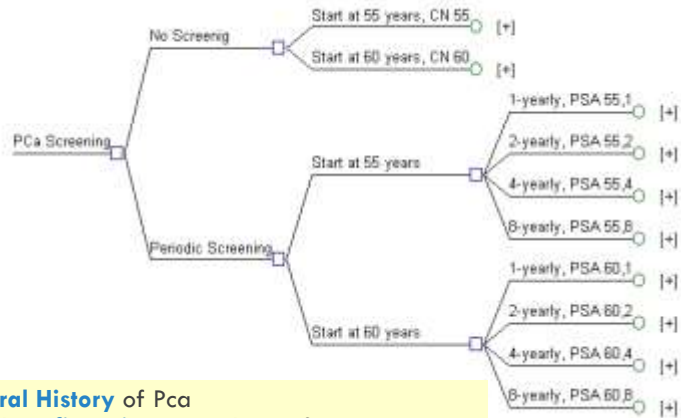 PCa Screening
No Screenig
Start at 55 years, CN 55 [+]
Start at 60 years, CN 60 [+]
Periodic Screening
Start at 55 years
1-yearly, PSA 55,1 [+]
2-yearly, PSA 55,2 [+]
4-yearly, PSA 55,4 [+]
8-yearly, PSA 55,8 [+]
Start at 60 years
1-yearly, PSA 60,1 [+]
2-yearly, PSA 60,2 [+]
4-yearly, PSA 60,4 [+]
8-yearly, PSA 60,8 [+]
ral History of Pca